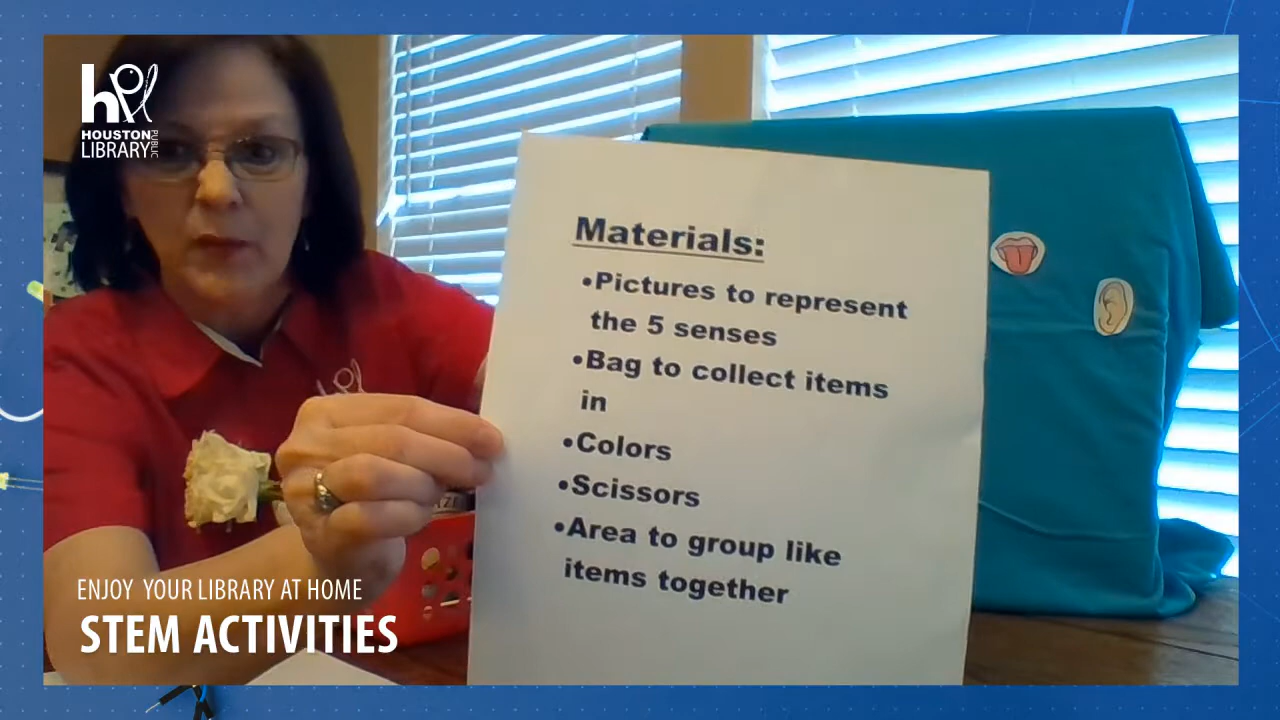 hpl
HOUSTON
PUBLIC
LIBRARY
Materials:
•Pictures to represent
the 5 senses
•Bag to collect items
in
•Colors
•Scissors
•Area to group like
items together
ENJOY YOUR LIBRARY AT HOME
STEM ACTIVITIES